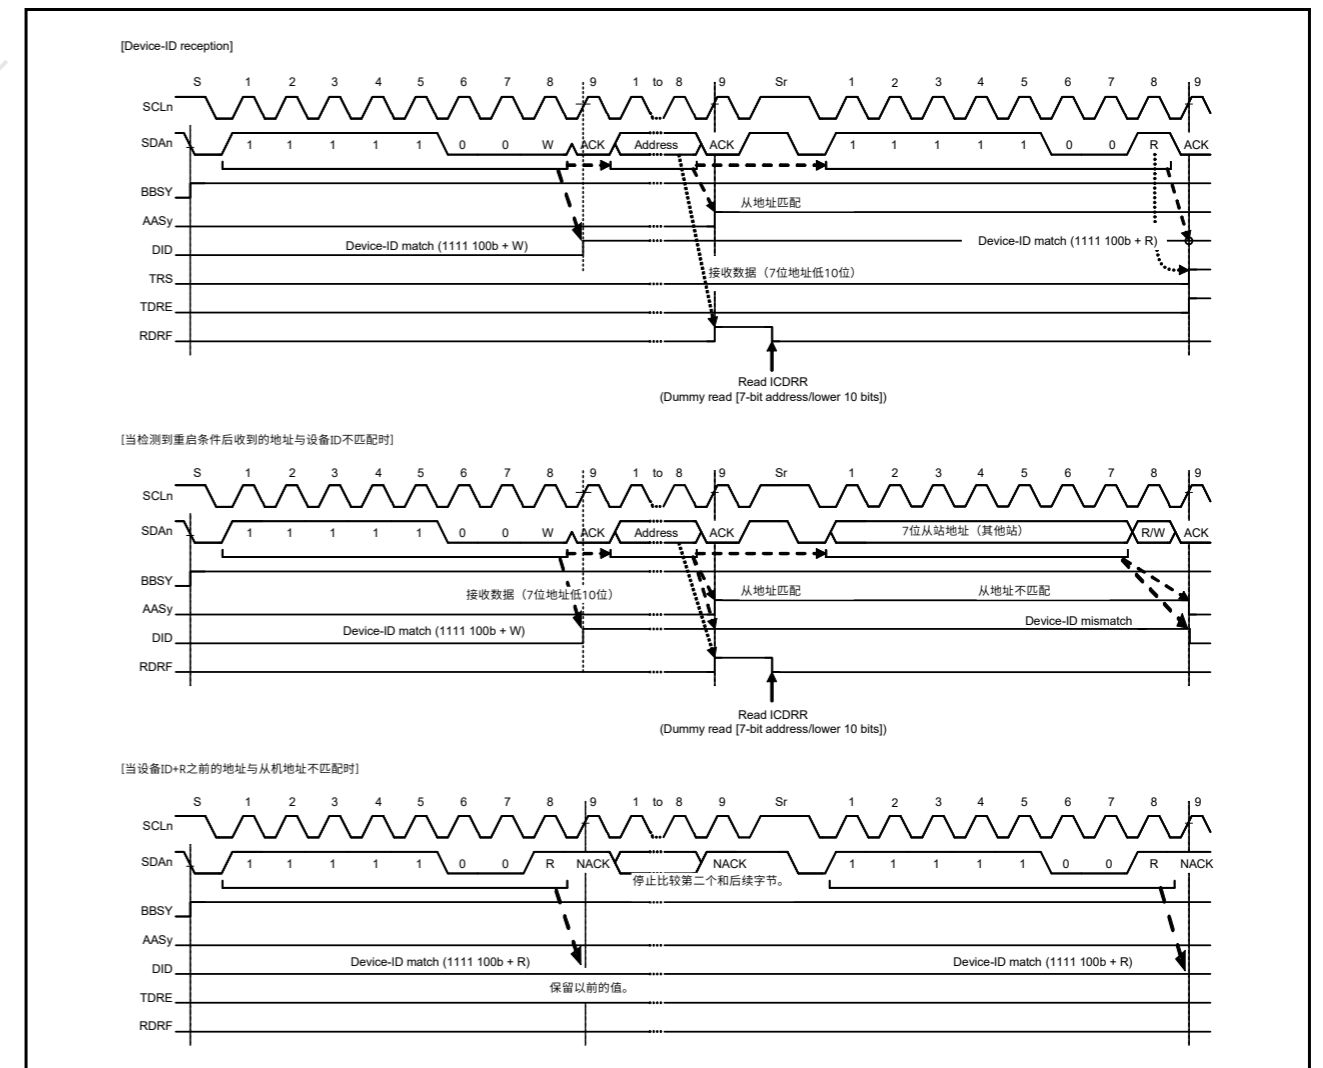 [Device-ID reception]
S 1 2 3 4 5 6 7 8 9 1 to 8 9 Sr 1 2 3 4 5 6 7 8 9
SCLn
SDAn 1 1 1 1 1 0 0 W ACK Address ACK 1 1 1 1 1 0 0 R ACK
BBSY
从地址匹配
AASy
DID Device-ID match (1111 100b + W) Device-ID match (1111 100b + R)
TRS 接收数据（7位地址低10位）
TDRE
RDRF
Read ICDRR
(Dummy read [7-bit address/lower 10 bits])
[当检测到重启条件后收到的地址与设备ID不匹配时]
S 1 2 3 4 5 6 7 8 9 1 to 8 9 Sr 1 2 3 4 5 6 7 8 9
SCLn
SDAn 1 1 1 1 1 0 0 W ACK Address ACK 7位从站地址（其他站） R/W ACK
BBSY
接收数据（7位地址低10位） 从地址匹配 从地址不匹配
AASy
DID Device-ID match (1111 100b + W) Device-ID mismatch
RDRF
Read ICDRR
(Dummy read [7-bit address/lower 10 bits])
[当设备ID+R之前的地址与从机地址不匹配时]
S 1 2 3 4 5 6 7 8 9 1 to 8 9 Sr 1 2 3 4 5 6 7 8 9
SCLn
SDAn 1 1 1 1 1 0 0 R NACK NACK 1 1 1 1 1 0 0 R NACK
停止比较第二个和后续字节。
BBSY
AASy
DID Device-ID match (1111 100b + R) Device-ID match (1111 100b + R)
保留以前的值。
TDRE
RDRF